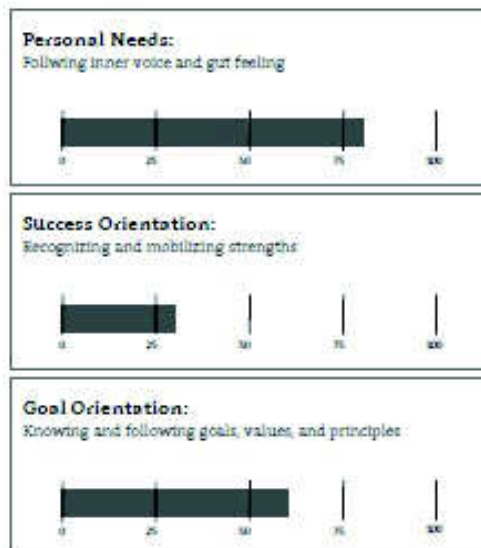 Personal Needs:
Follwing inner voice and gut feeling
0 25 50 75 100
Success Orientation:
Recognizing and mobilizing strengths
0 25 50 75 100
Goal Orientation:
Knowing and following goals, values, and principles
0 25 50 75 100